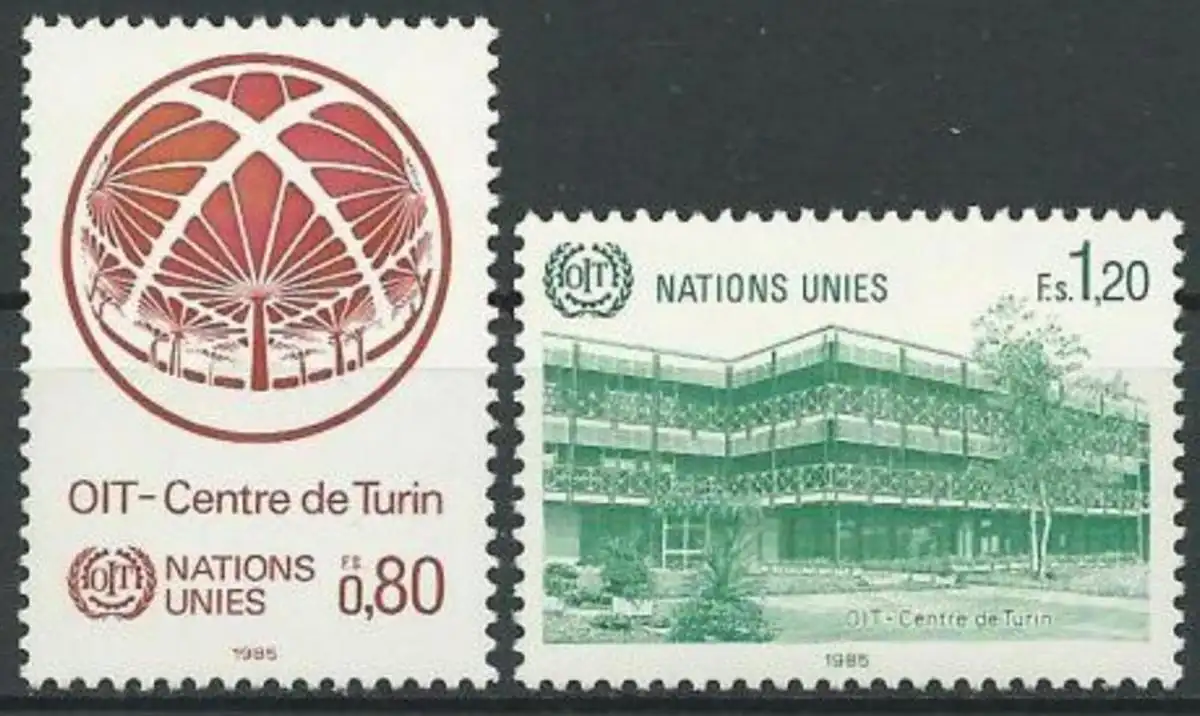 OIT - Centre de Turin
OIT
NATIONS
UNIES
F.S.
0,80
1985
OIT
NATIONS UNIES
F.s. 1,20
OIT - Centre de Turin
1985